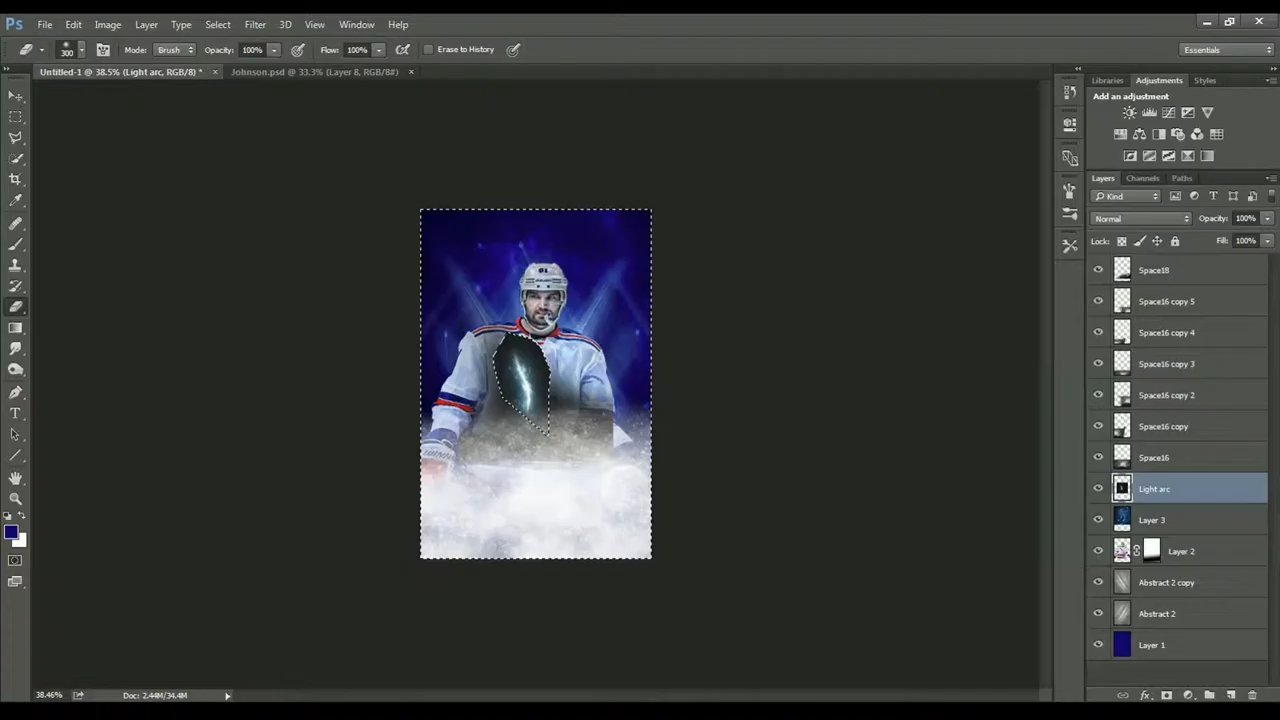 Ps File Edit Image Layer Type Select Filter 3D View Window Help
300 Mode: Brush Opacity: 100% Flow: 100% Erase to History Essentials
Untitled-1 @ 38.5% (Light arc, RGB/8) * × Johnson.psd @ 33.3% (Layer 8, RGB/8#) ×
Libraries Adjustments Styles
Add an adjustment
Layers Channels Paths
Kind
Normal Opacity: 100%
Lock: Fill: 100%
Space18
Space16 copy 5
Space16 copy 4
Space16 copy 3
Space16 copy 2
Space16 copy
Space16
Light arc
Layer 3
Layer 2
Abstract 2 copy
Abstract 2
Layer 1
38.46% Doc: 2.44M/34.4M